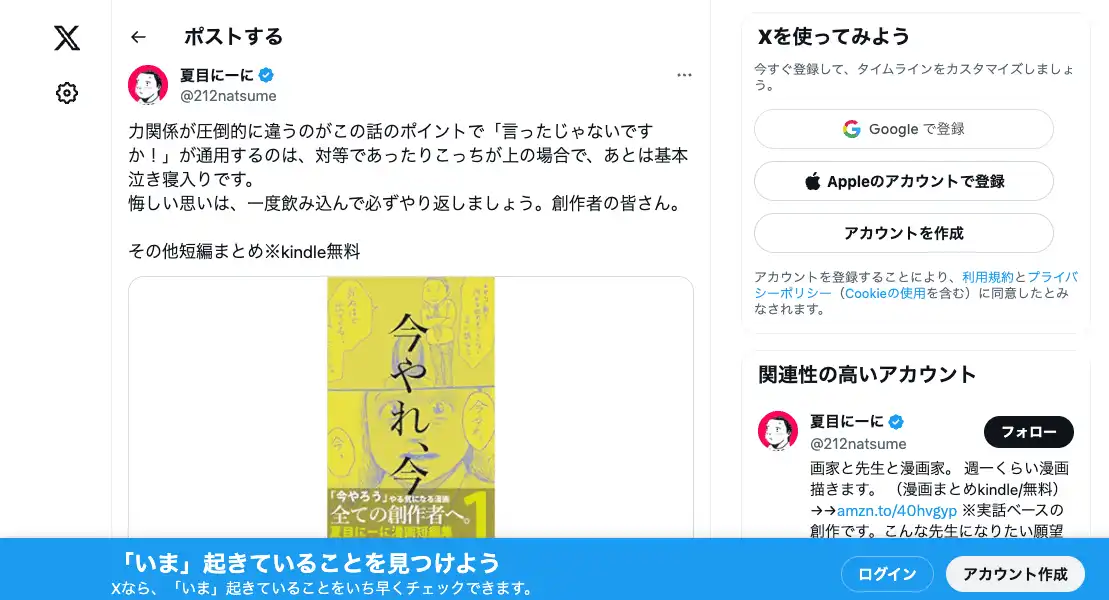 ポストする
夏目にーに
@212natsume
力関係が圧倒的に違うのがこの話のポイントで「言ったじゃないです
か！」が通用するのは、対等であったりこっちが上の場合で、あとは基本
泣き寝入りです。
悔しい思いは、一度飲み込んで必ずやり返しましょう。創作者の皆さん。
その他短編まとめ※kindle無料
今やれ、今
「今やろう」やる気になる漫画
全ての創作者へ。
1
夏目にーに漫画短編集
Xを使ってみよう
今すぐ登録して、タイムラインをカスタマイズしましょ
う。
Google で登録
Appleのアカウントで登録
アカウントを作成
アカウントを登録することにより、利用規約とプライバ
シーポリシー（Cookieの使用を含む）に同意したとみ
なされます。
関連性の高いアカウント
夏目にーに
@212natsume
フォロー
画家と先生と漫画家。 週一くらい漫画
描きます。 （漫画まとめkindle/無料）
→→amzn.to/40hvgyp ※実話ベースの
創作です。こんな先生になりたい願望
「いま」起きていることを見つけよう
Xなら、「いま」起きていることをいち早くチェックできます。
ログイン
アカウント作成